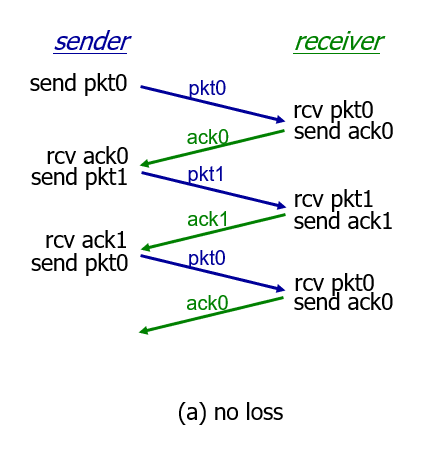 sender receiver
send pkt0
pkt0
rcv pkt0
send ack0
ack0
rcv ack0
send pkt1
pkt1
rcv pkt1
send ack1
ack1
rcv ack1
send pkt0
pkt0
rcv pkt0
send ack0
ack0
(a) no loss